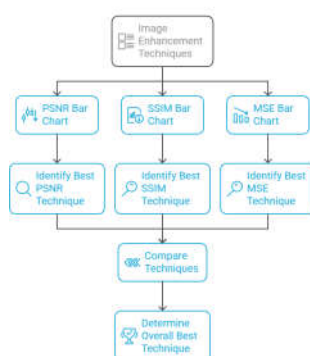 Image
Enhancement
Techniques
PSNR Bar
Chart
SSIM Bar
Chart
MSE Bar
Chart
Identify Best
PSNR
Technique
Identify Best
SSIM
Technique
Identify Best
MSE
Technique
Compare
Techniques
Determine
Overall Best
Technique